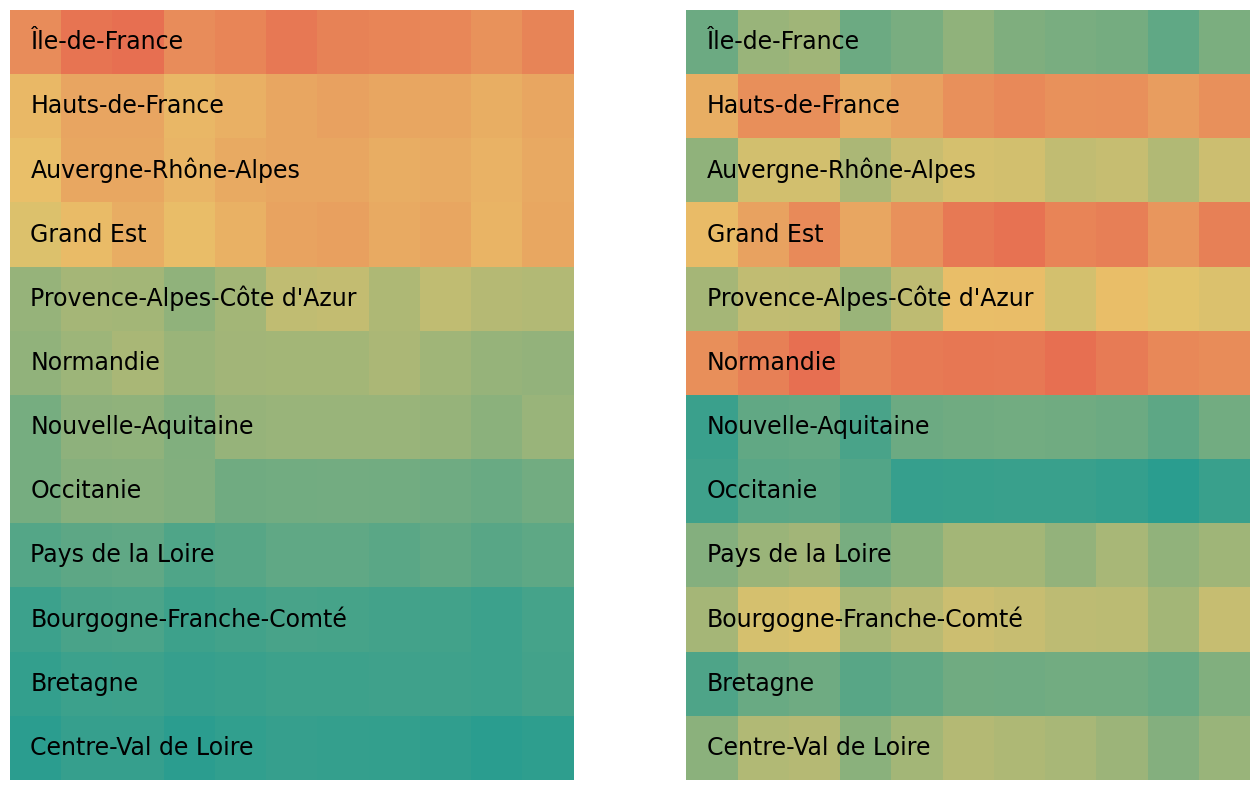 Île-de-France
Hauts-de-France
Auvergne-Rhône-Alpes
Grand Est
Provence-Alpes-Côte d'Azur
Normandie
Nouvelle-Aquitaine
Occitanie
Pays de la Loire
Bourgogne-Franche-Comté
Bretagne
Centre-Val de Loire
Île-de-France
Hauts-de-France
Auvergne-Rhône-Alpes
Grand Est
Provence-Alpes-Côte d'Azur
Normandie
Nouvelle-Aquitaine
Occitanie
Pays de la Loire
Bourgogne-Franche-Comté
Bretagne
Centre-Val de Loire